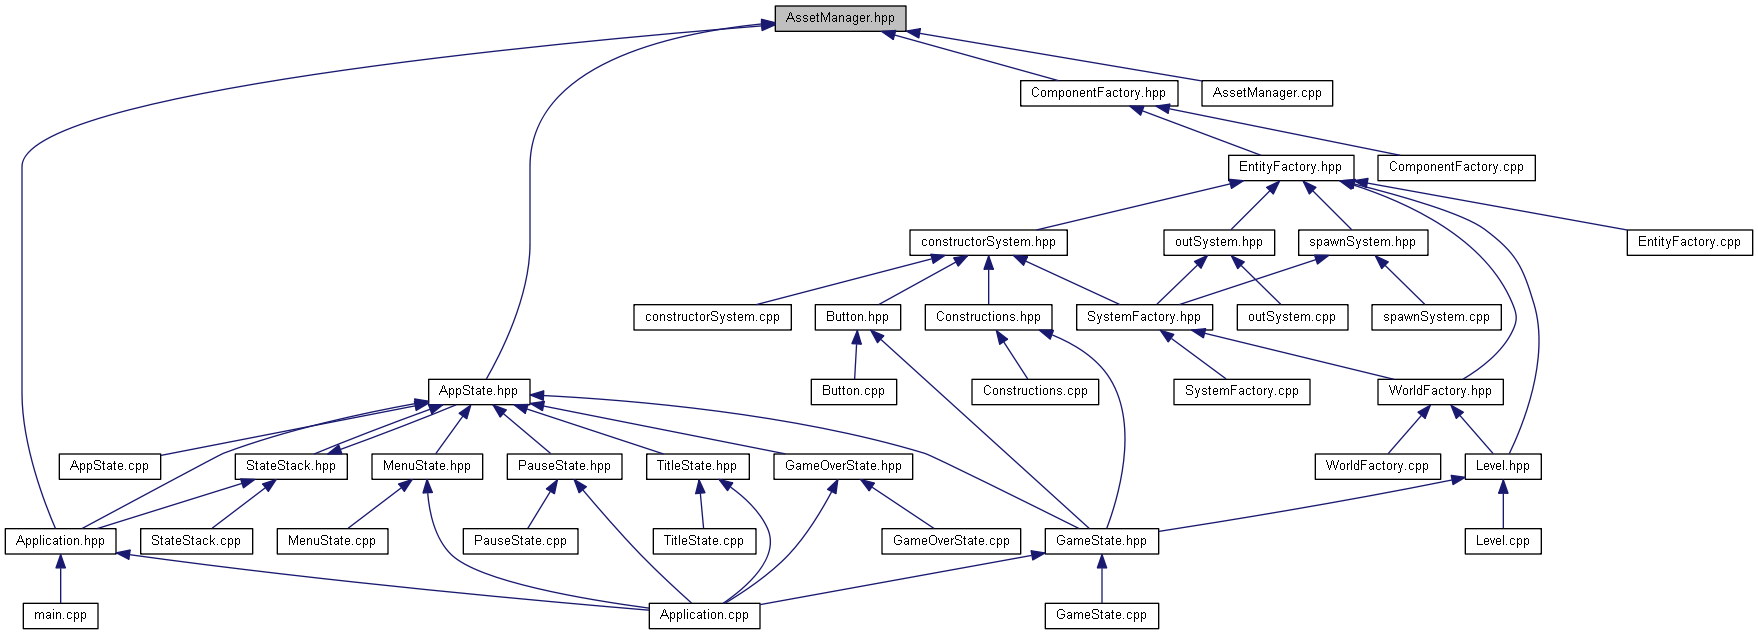 AssetManager.hpp
ComponentFactory.hpp
AssetManager.cpp
EntityFactory.hpp
ComponentFactory.cpp
constructorSystem.hpp
outSystem.hpp
spawnSystem.hpp
EntityFactory.cpp
constructorSystem.cpp
Button.hpp
Constructions.hpp
SystemFactory.hpp
outSystem.cpp
spawnSystem.cpp
AppState.hpp
Button.cpp
Constructions.cpp
SystemFactory.cpp
WorldFactory.hpp
AppState.cpp
StateStack.hpp
MenuState.hpp
PauseState.hpp
TitleState.hpp
GameOverState.hpp
WorldFactory.cpp
Level.hpp
Application.hpp
StateStack.cpp
MenuState.cpp
PauseState.cpp
TitleState.cpp
GameOverState.cpp
GameState.hpp
Level.cpp
main.cpp
Application.cpp
GameState.cpp